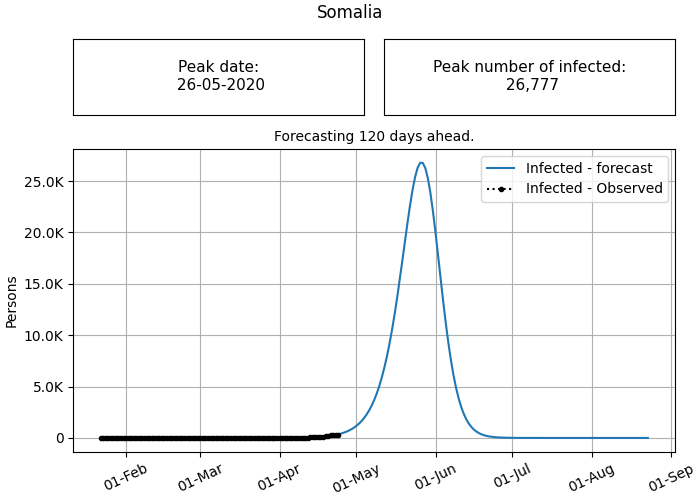 Somalia
Peak date:
26-05-2020
Peak number of infected:
26,777
Forecasting 120 days ahead.
Infected - forecast
Infected - Observed
Persons
25.0K
20.0K
15.0K
10.0K
5.0K
0
01-Feb
01-Mar
01-Apr
01-May
01-Jun
01-Jul
01-Aug
01-Sep